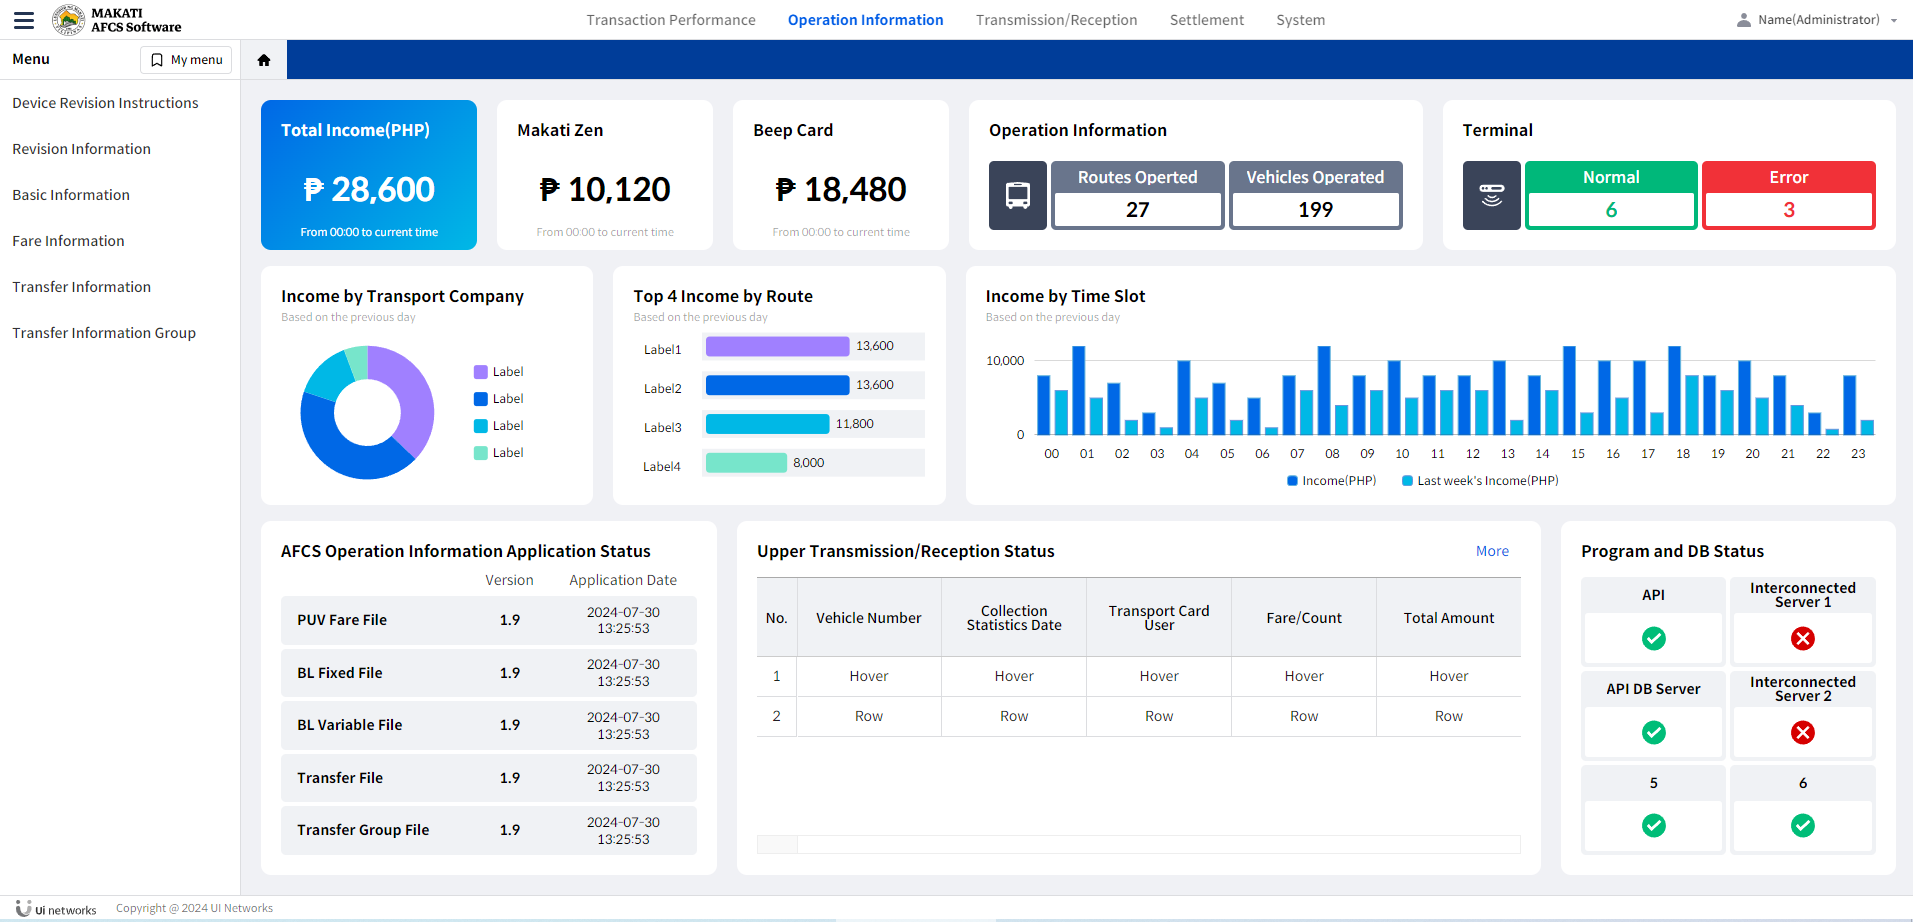 MAKATI
AFCS Software
Transaction Performance
Operation Information
Transmission/Reception
Settlement
System
Name(Administrator)
Menu
My menu
Device Revision Instructions
Revision Information
Basic Information
Fare Information
Transfer Information
Transfer Information Group
Total Income(PHP)
₱ 28,600
From 00:00 to current time
Makati Zen
₱ 10,120
From 00:00 to current time
Beep Card
₱ 18,480
From 00:00 to current time
Operation Information
Routes Operted
27
Vehicles Operated
199
Terminal
Normal
6
Error
3
Income by Transport Company
Based on the previous day
Label
Label
Label
Label
Top 4 Income by Route
Based on the previous day
Label1 13,600
Label2 13,600
Label3 11,800
Label4 8,000
Income by Time Slot
Based on the previous day
10,000
0
00 01 02 03 04 05 06 07 08 09 10 11 12 13 14 15 16 17 18 19 20 21 22 23
Income(PHP) Last week's Income(PHP)
AFCS Operation Information Application Status
Version Application Date
PUV Fare File 1.9 2024-07-30
13:25:53
BL Fixed File 1.9 2024-07-30
13:25:53
BL Variable File 1.9 2024-07-30
13:25:53
Transfer File 1.9 2024-07-30
13:25:53
Transfer Group File 1.9 2024-07-30
13:25:53
Upper Transmission/Reception Status
More
No.
Vehicle Number
Collection
Statistics Date
Transport Card
User
Fare/Count
Total Amount
1 Hover Hover Hover Hover Hover
2 Row Row Row Row Row
Program and DB Status
API
Interconnected
Server 1
API DB Server
Interconnected
Server 2
5
6
Ui networks
Copyright @ 2024 UI Networks